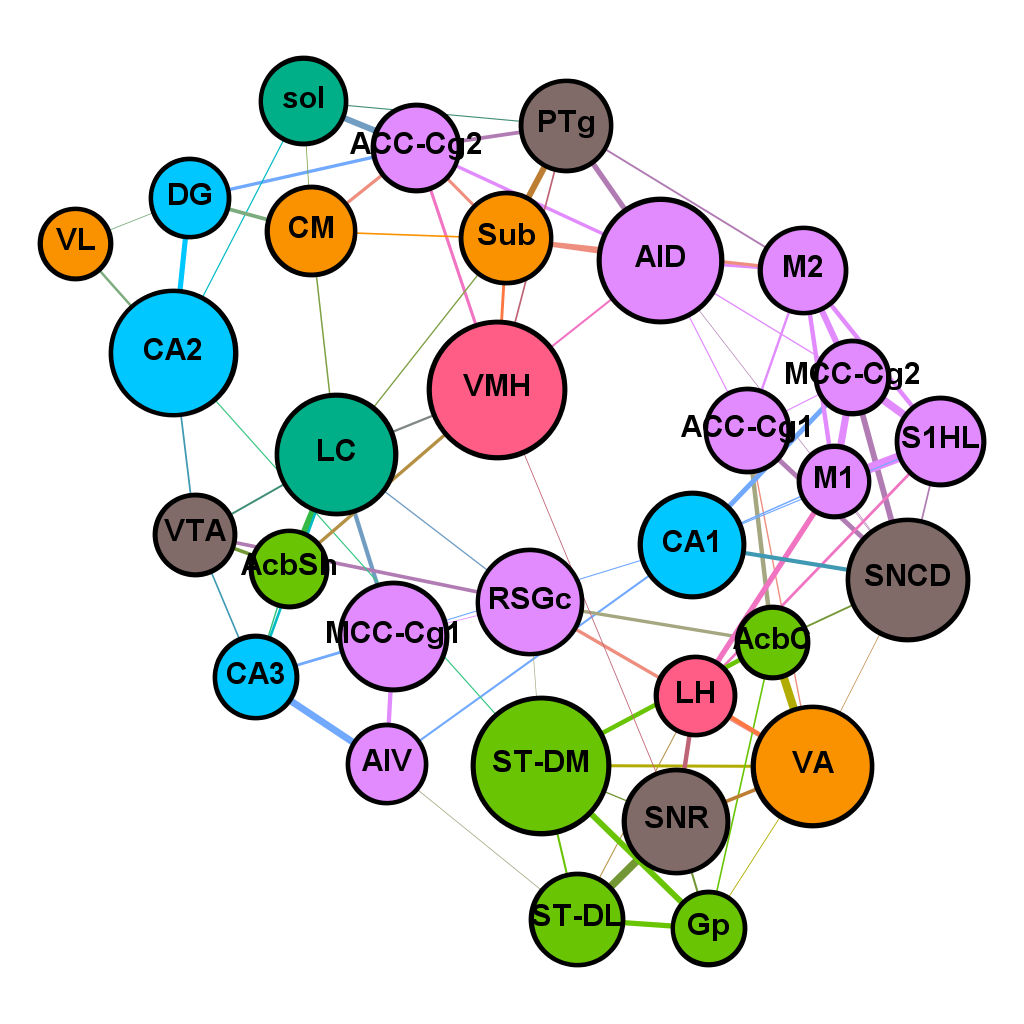 sol
PTg
ACC-Cg2
DG
CM
Sub
VL
AID
M2
CA2
VMH
MCC-Cg2
ACC-Cg1
S1HL
LC
M1
VTA
CA1
AcbSh
SNCD
RSGc
MCC-Cg1
AcbC
CA3
LH
AIV
ST-DM
VA
SNR
ST-DL
Gp